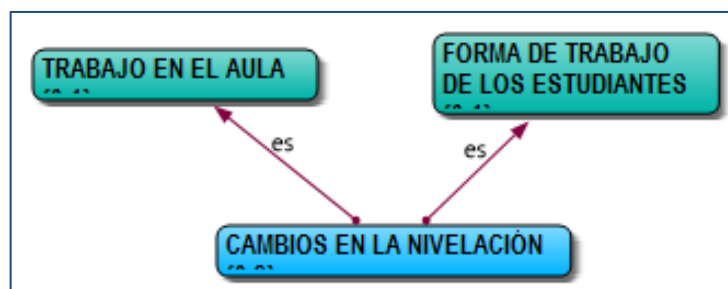 TRABAJO EN EL AULA
FORMA DE TRABAJO
DE LOS ESTUDIANTES
es
es
CAMBIOS EN LA NIVELACIÓN